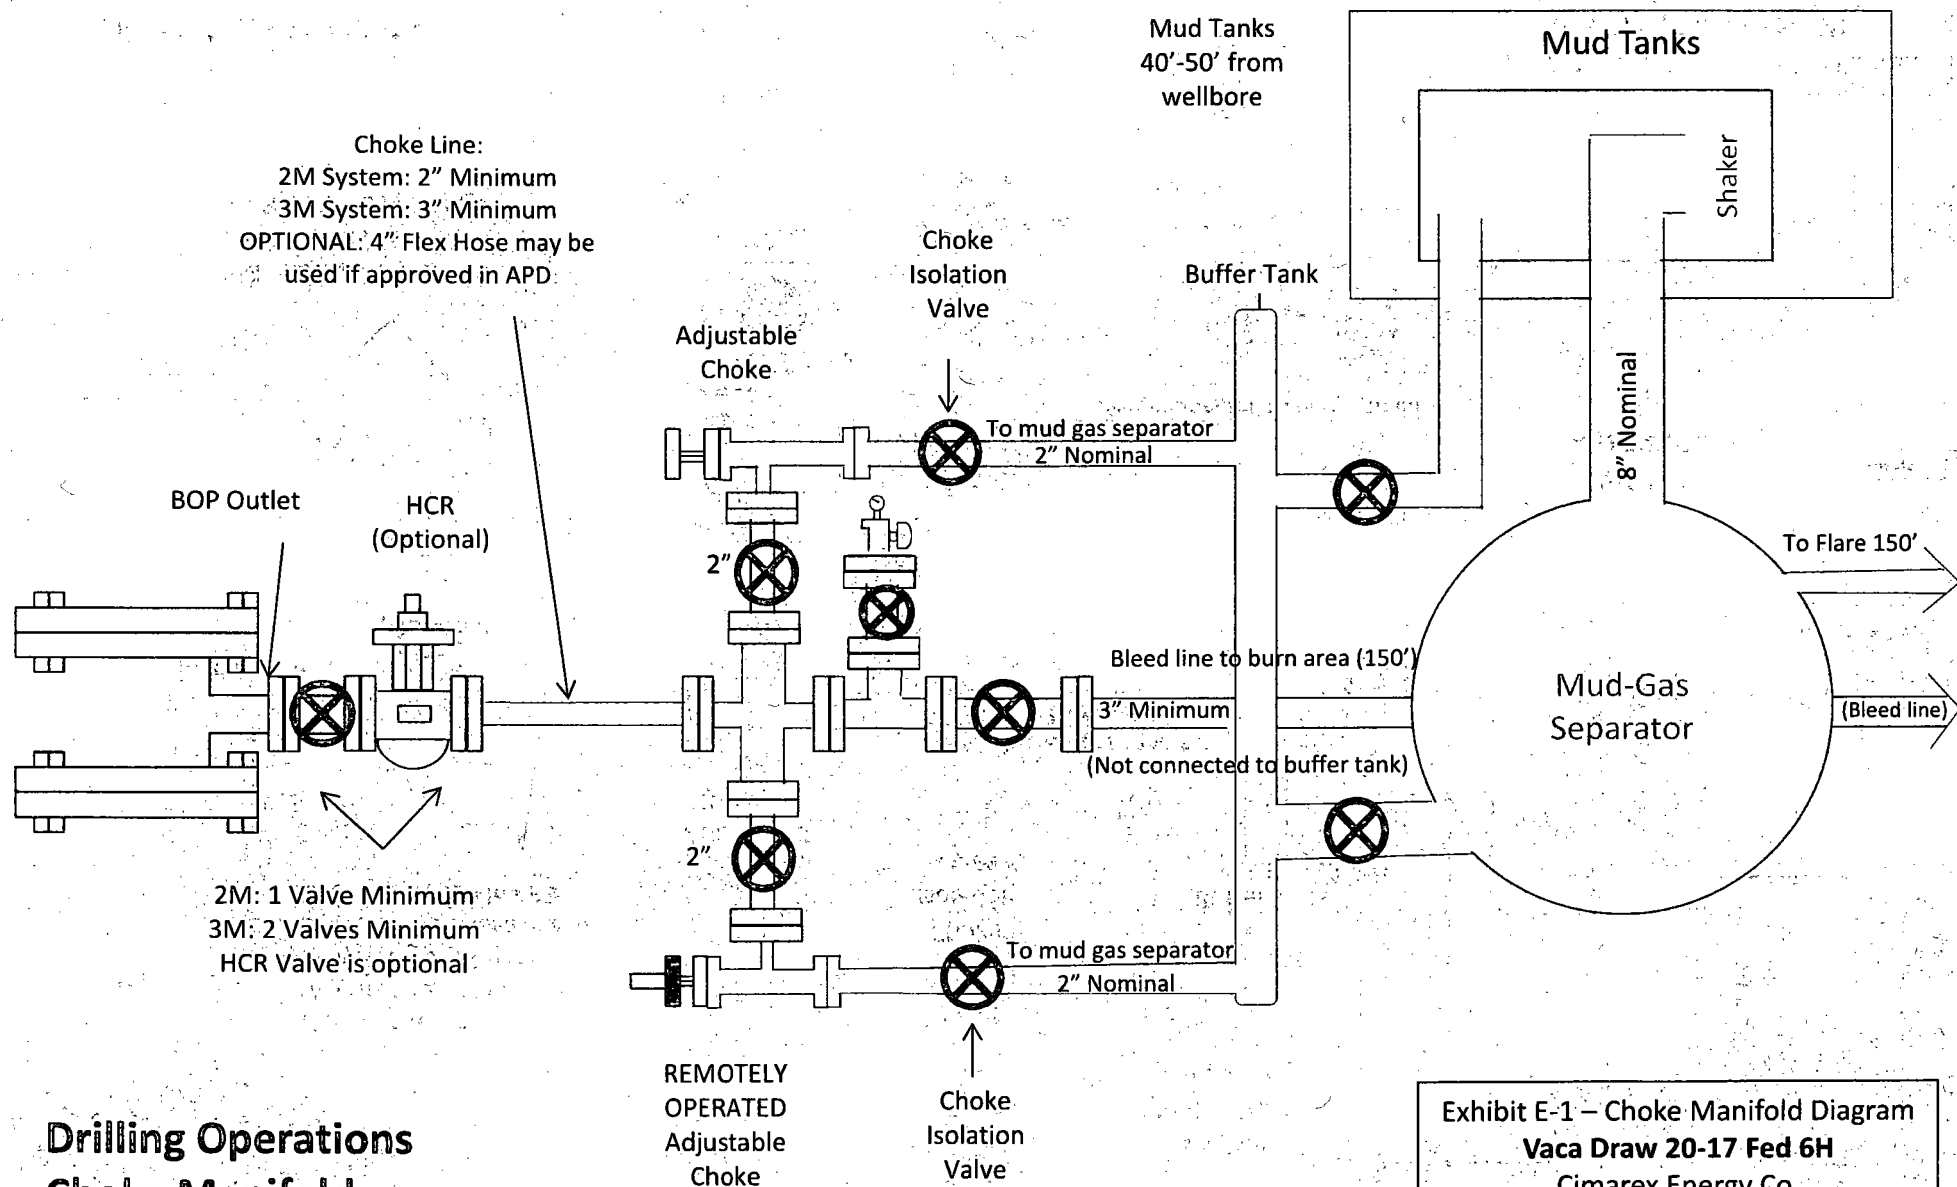 Mud Tanks
40'-50' from
wellbore
Mud Tanks
Shaker
Choke Line:
2M System: 2" Minimum
3M System: 3" Minimum
OPTIONAL: 4" Flex Hose may be
used if approved in APD
Choke
Isolation
Valve
Buffer Tank
Adjustable
Choke
8" Nominal
To mud gas separator
2" Nominal
BOP Outlet
HCR
(Optional)
2"
To Flare 150'
Bleed line to burn area (150')
3" Minimum
(Not connected to buffer tank)
Mud-Gas
Separator
(Bleed line)
2"
2M: 1 Valve Minimum
3M: 2 Valves Minimum
HCR Valve is optional
To mud gas separator
2" Nominal
REMOTELY
OPERATED
Adjustable
Choke
Choke
Isolation
Valve
Drilling Operations
Choke Manifold
Exhibit E-1 – Choke Manifold Diagram
Vaca Draw 20-17 Fed 6H
Cimarex Energy Co.